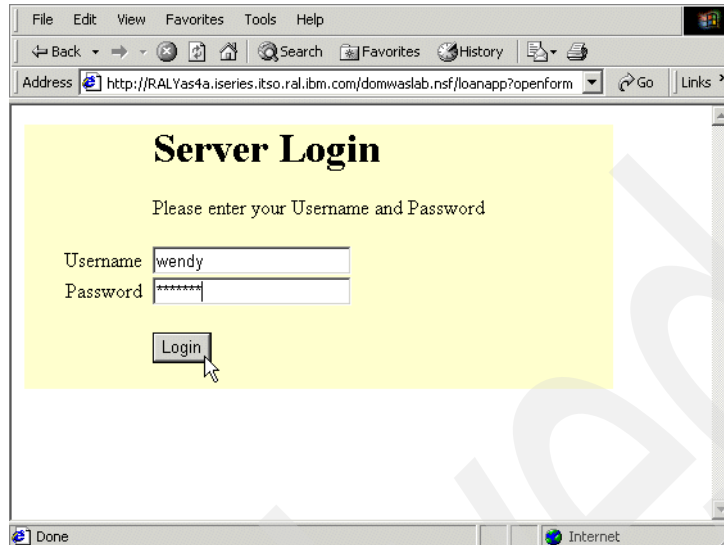 File Edit View Favorites Tools Help
Back Search Favorites History
Address http://RALYas4a.iseries.itso.ral.ibm.com/domwaslab.nsf/loanapp?openform Go Links »
Server Login
Please enter your Username and Password
Username wendy
Password *******
Login
Done Internet